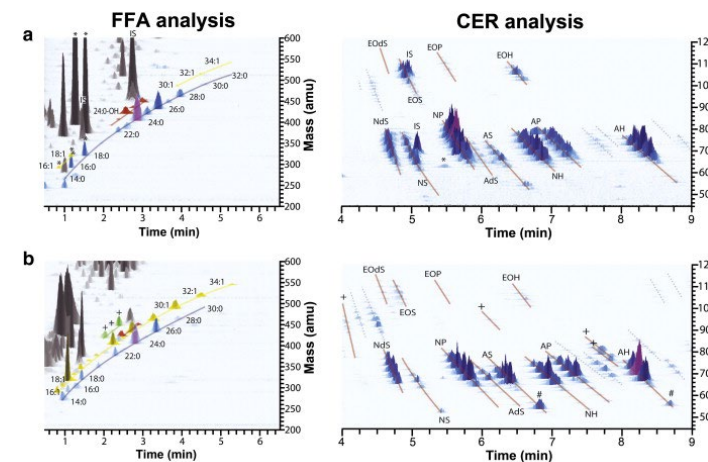 FFA analysis
CER analysis
a
* * *
IS
IS
24:0-OH
34:1
32:1
32:0
30:1
30:0
28:0
26:0
24:0
22:0
18:0
18:1
16:1
16:0
14:0
600
550
500
450
400
350
300
250
200
Mass (amu)
1 2 3 4 5 6
Time (min)
EOdS
IS
EOP
EOH
EOS
NdS
IS
NP
AS
AP
AH
*
NS
AdS
NH
4 5 6 7 8 9
Time (min)
b
+ + +
34:1
32:1
30:1
30:0
28:0
26:0
24:0
22:0
18:1
18:0
16:1
16:0
14:0
600
550
500
450
400
350
300
250
200
Mass (amu)
1 2 3 4 5 6
Time (min)
EOdS
EOP
EOH
EOS
+
+
+
+
NdS
NP
AS
AP
AH
+
#
#
NS
AdS
NH
4 5 6 7 8 9
Time (min)